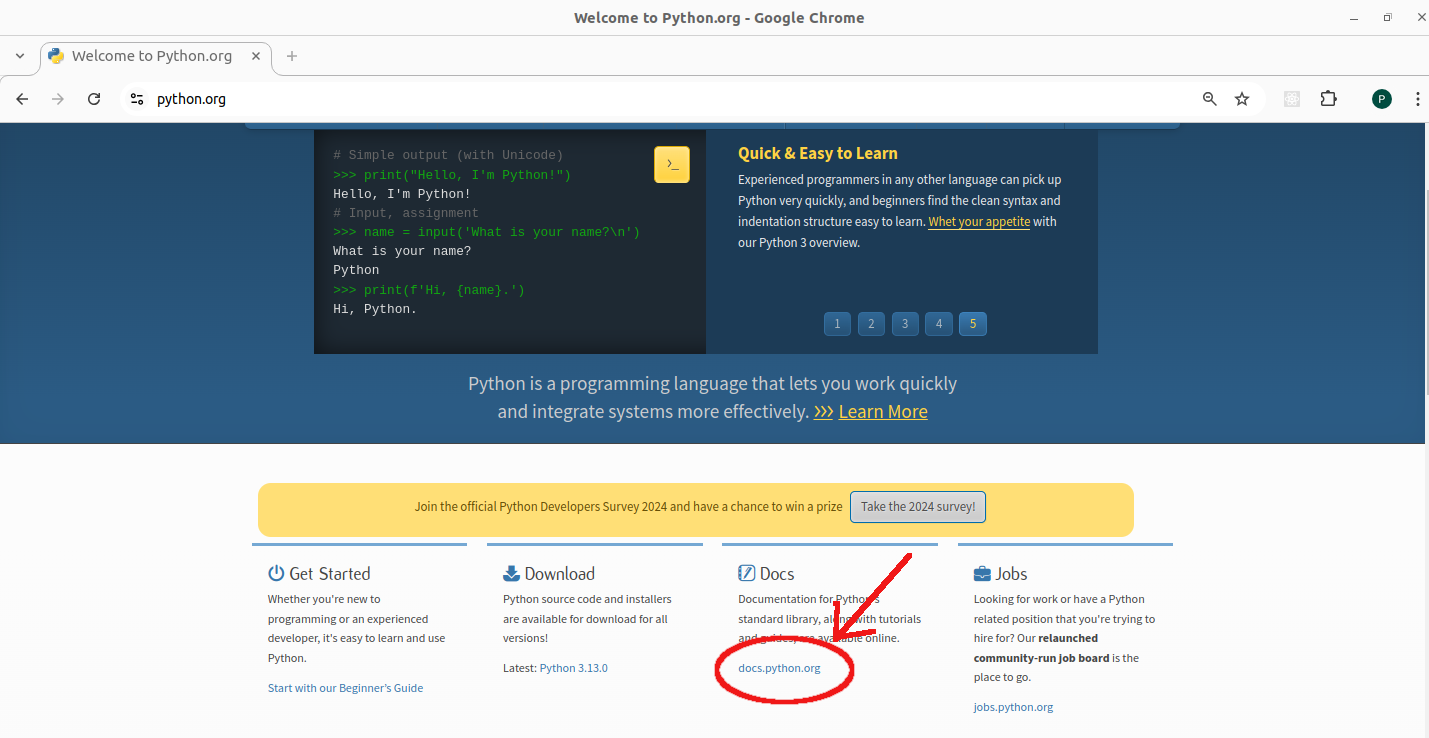 Welcome to Python.org - Google Chrome
Welcome to Python.org
python.org
P
# Simple output (with Unicode)
>>> print("Hello, I'm Python!")
Hello, I'm Python!
# Input, assignment
>>> name = input('What is your name?\n')
What is your name?
Python
>>> print(f'Hi, {name}.')
Hi, Python.
>_
Quick & Easy to Learn
Experienced programmers in any other language can pick up
Python very quickly, and beginners find the clean syntax and
indentation structure easy to learn. Whet your appetite with
our Python 3 overview.
1 2 3 4 5
Python is a programming language that lets you work quickly
and integrate systems more effectively. >>> Learn More
Join the official Python Developers Survey 2024 and have a chance to win a prize Take the 2024 survey!
Get Started
Whether you're new to
programming or an experienced
developer, it's easy to learn and use
Python.
Start with our Beginner's Guide
Download
Python source code and installers
are available for download for all
versions!
Latest: Python 3.13.0
Docs
Documentation for Python's
standard library, along with tutorials
and guides, are available online.
docs.python.org
Jobs
Looking for work or have a Python
related position that you're trying to
hire for? Our relaunched
community-run job board is the
place to go.
jobs.python.org